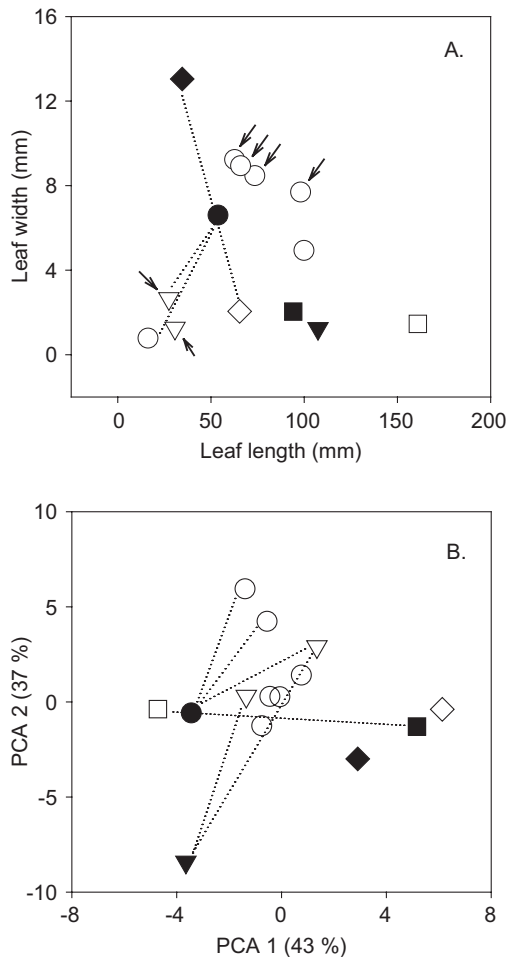 A.
16
12
8
4
0
Leaf width (mm)
0 50 100 150 200
Leaf length (mm)
B.
10
5
0
-5
-10
PCA 2 (37 %)
-8 -4 0 4 8
PCA 1 (43 %)